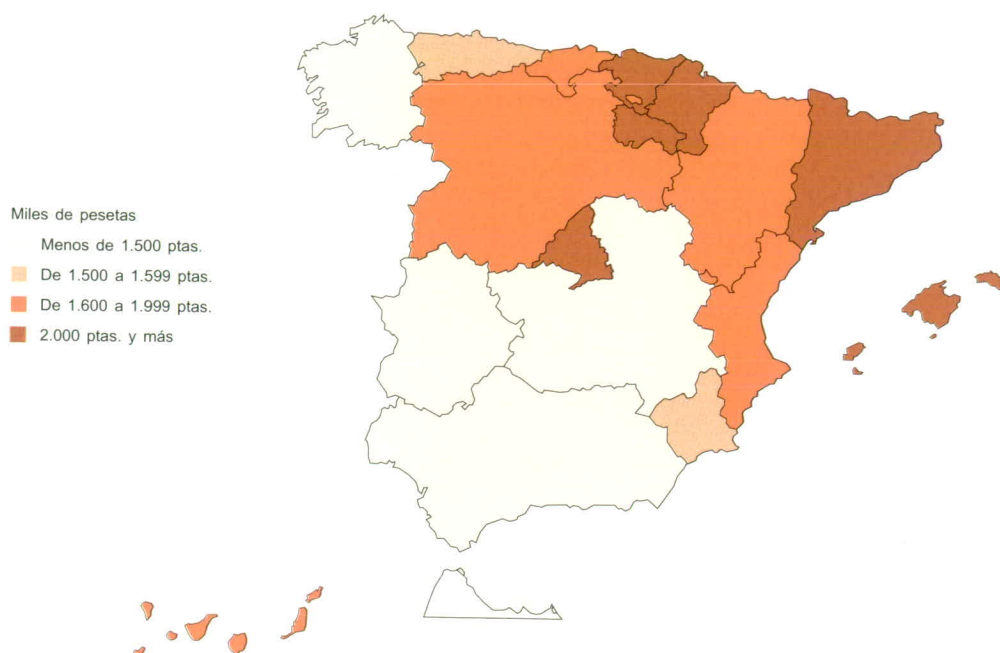 Miles de pesetas
Menos de 1.500 ptas.
De 1.500 a 1.599 ptas.
De 1.600 a 1.999 ptas.
2.000 ptas. y más